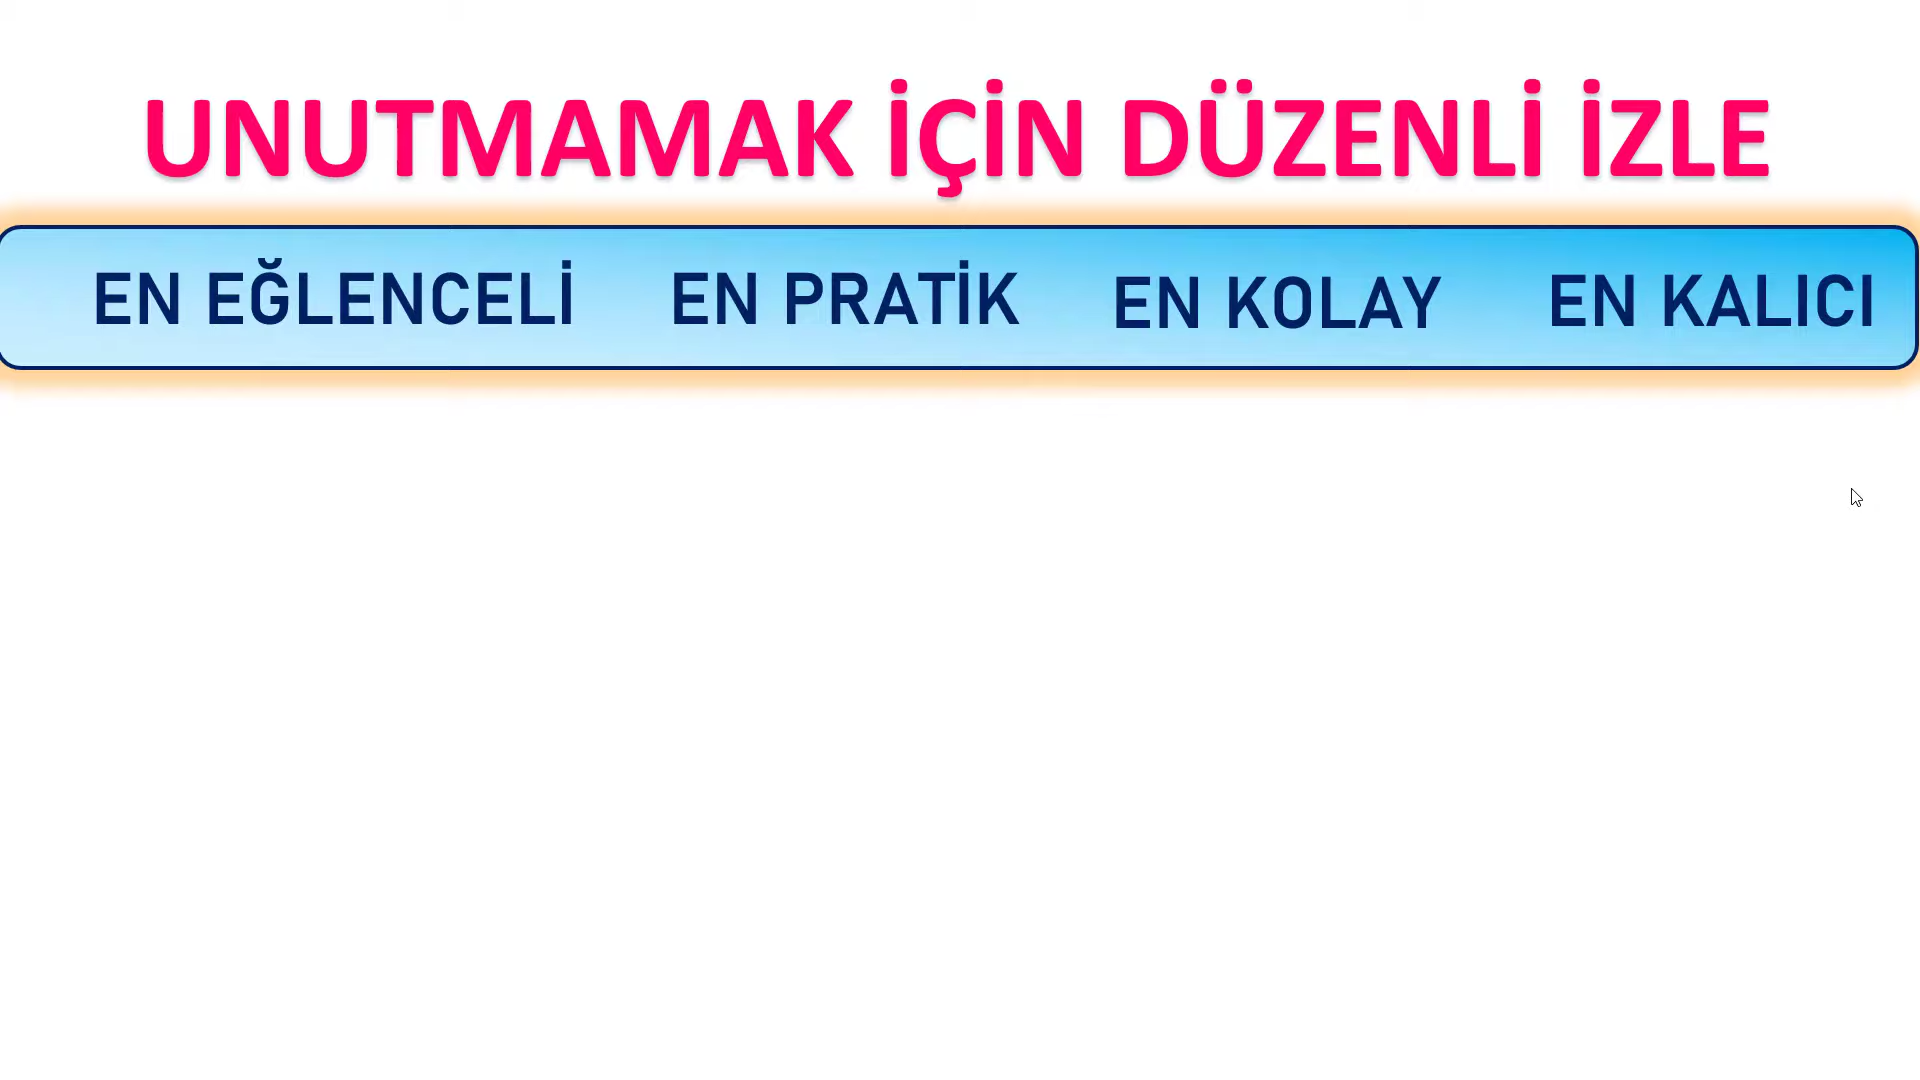 UNUTMAMAK İÇİN DÜZENLİ İZLE
EN EĞLENCELİ EN PRATİK EN KOLAY EN KALICI